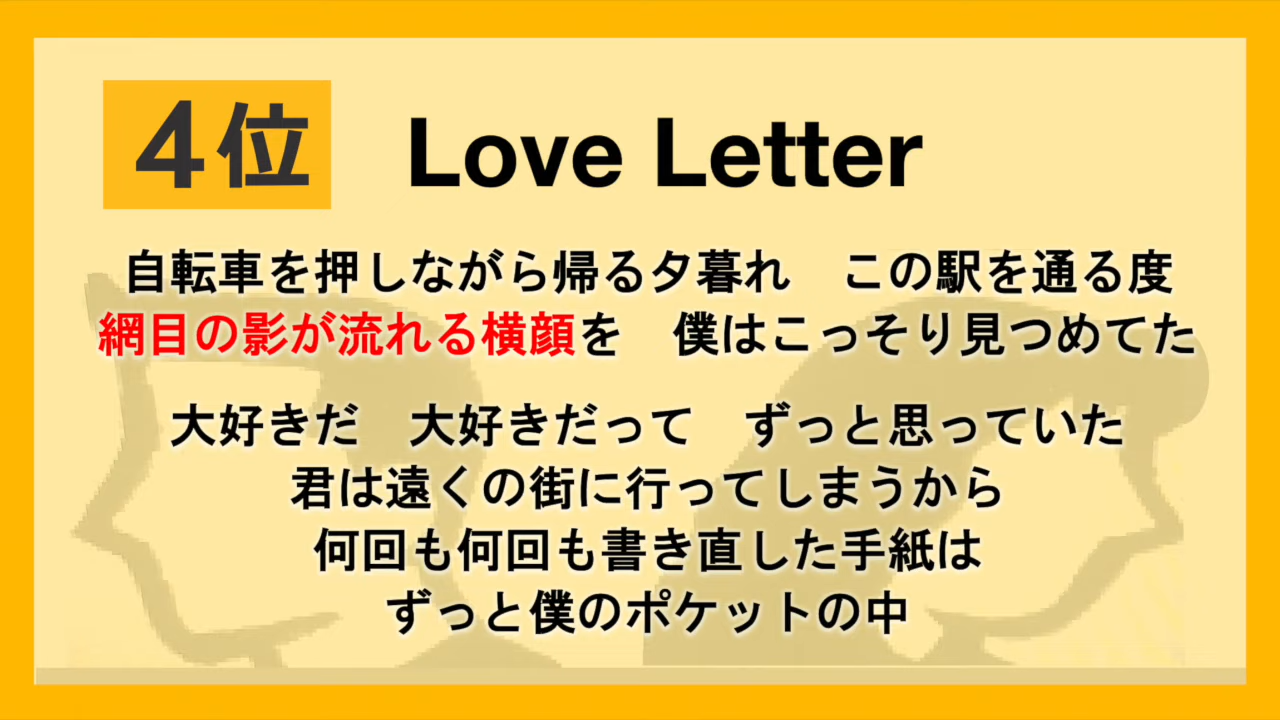 4位
Love Letter
自転車を押しながら帰る夕暮れ　この駅を通る度
網目の影が流れる横顔を　僕はこっそり見つめてた
大好きだ　大好きだって　ずっと思っていた
君は遠くの街に行ってしまうから
何回も何回も書き直した手紙は
ずっと僕のポケットの中